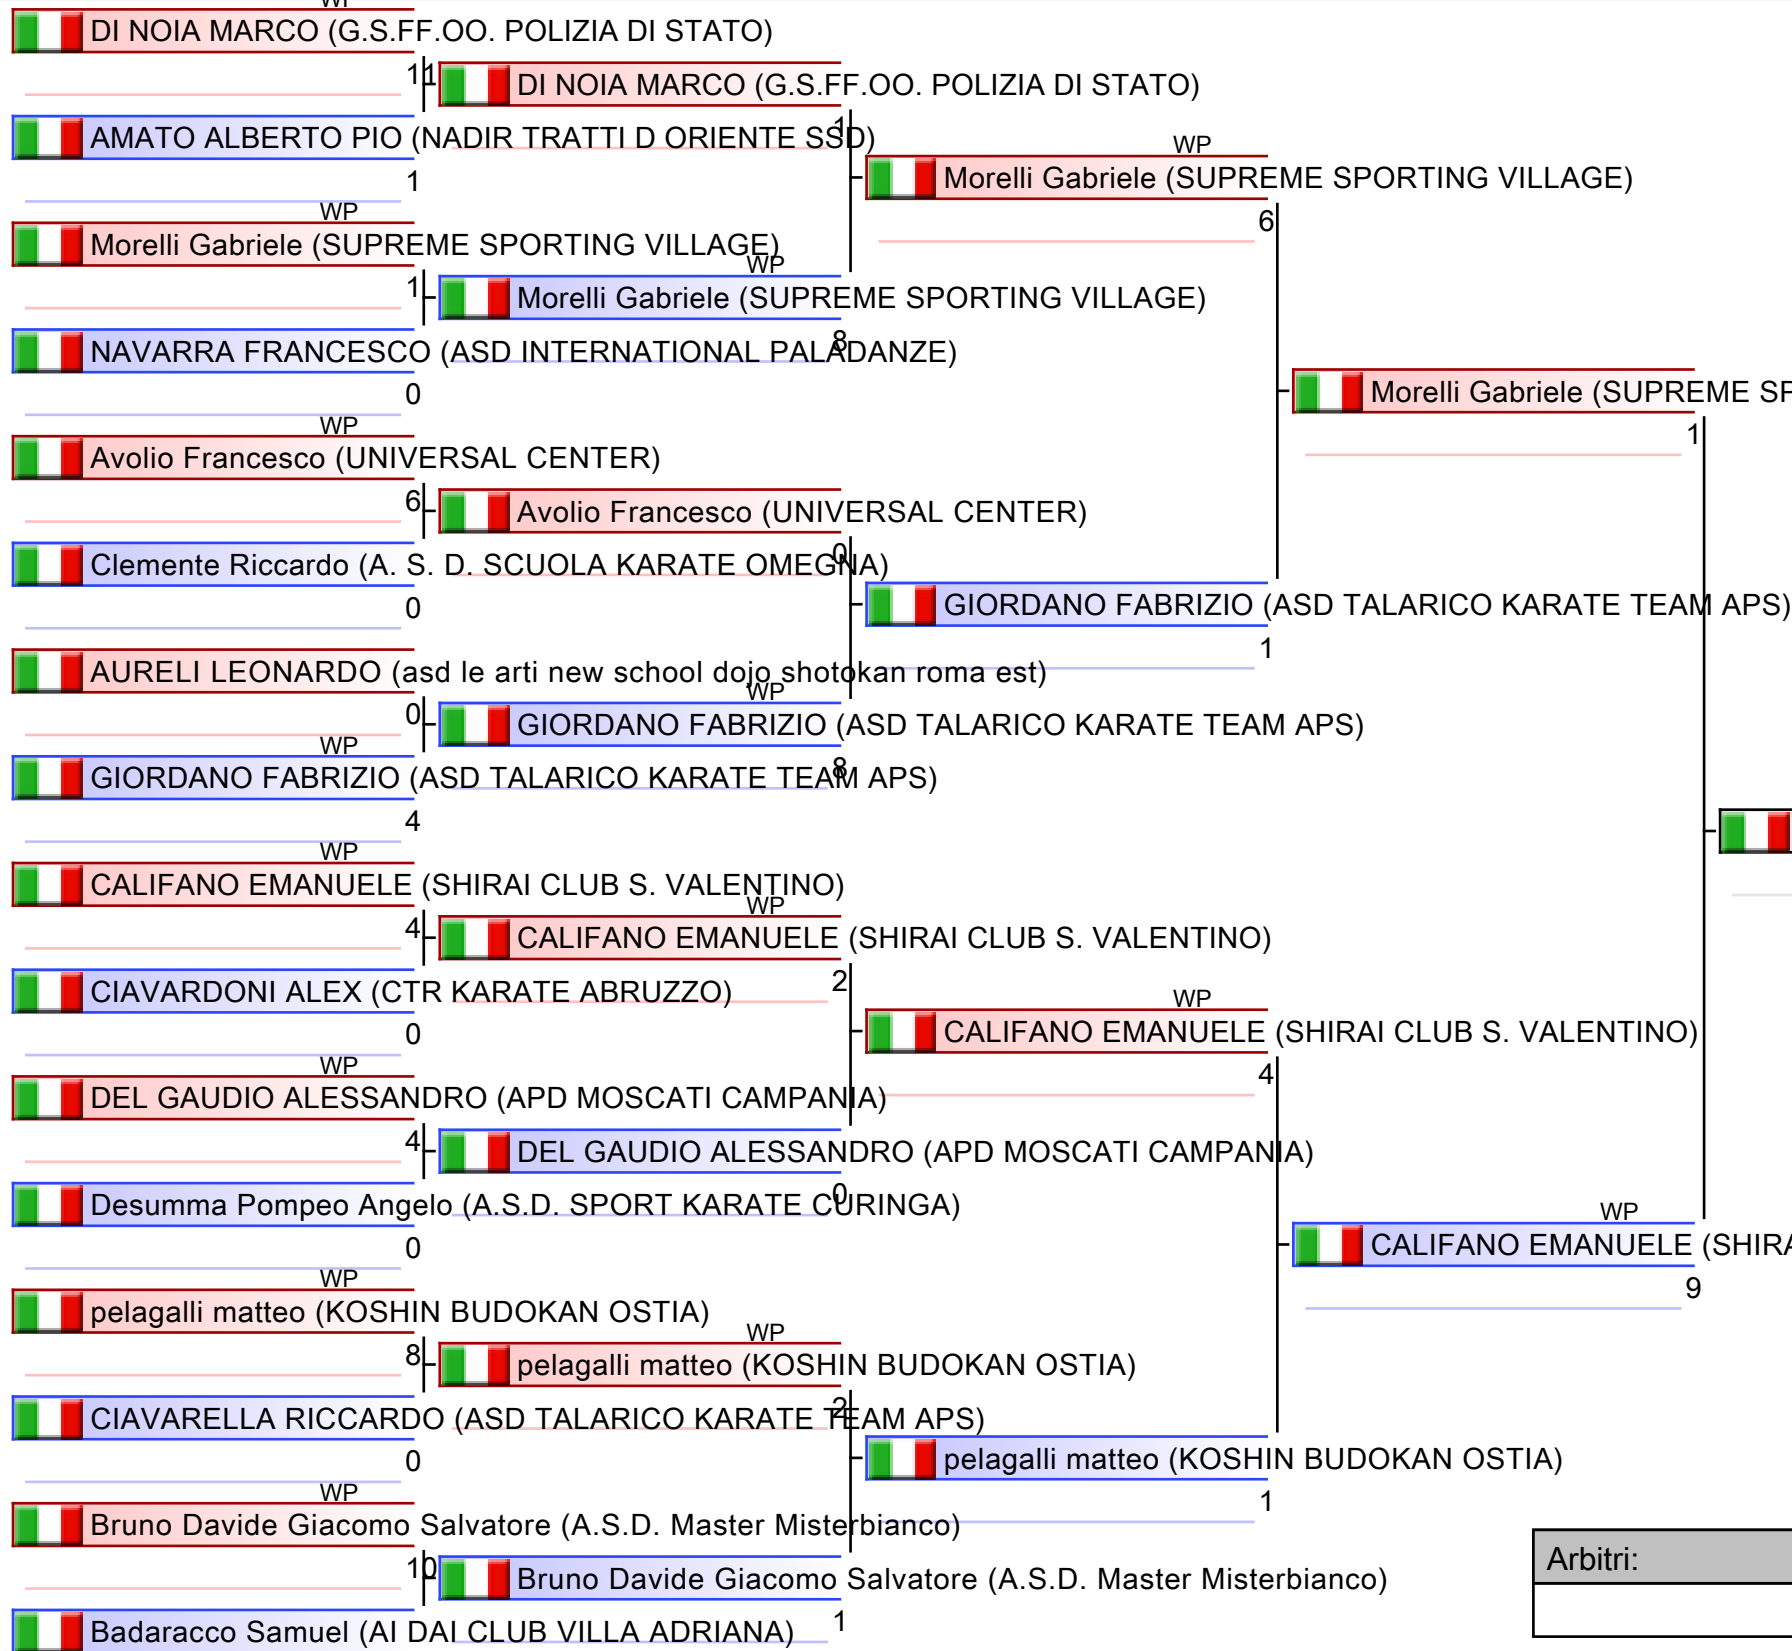 WP
DI NOIA MARCO (G.S.FF.OO. POLIZIA DI STATO)
11
DI NOIA MARCO (G.S.FF.OO. POLIZIA DI STATO)
AMATO ALBERTO PIO (NADIR TRATTI D ORIENTE SSD)
1
WP
Morelli Gabriele (SUPREME SPORTING VILLAGE)
1
6
WP
Morelli Gabriele (SUPREME SPORTING VILLAGE)
1
WP
Morelli Gabriele (SUPREME SPORTING VILLAGE)
8
NAVARRA FRANCESCO (ASD INTERNATIONAL PALADANZE)
0
Morelli Gabriele (SUPREME SP
1
WP
Avolio Francesco (UNIVERSAL CENTER)
6
Avolio Francesco (UNIVERSAL CENTER)
0
Clemente Riccardo (A. S. D. SCUOLA KARATE OMEGNA)
0
GIORDANO FABRIZIO (ASD TALARICO KARATE TEAM APS)
1
AURELI LEONARDO (asd le arti new school dojo shotokan roma est)
0
WP
GIORDANO FABRIZIO (ASD TALARICO KARATE TEAM APS)
8
WP
GIORDANO FABRIZIO (ASD TALARICO KARATE TEAM APS)
4
WP
CALIFANO EMANUELE (SHIRAI CLUB S. VALENTINO)
4
WP
CALIFANO EMANUELE (SHIRAI CLUB S. VALENTINO)
2
CIAVARDONI ALEX (CTR KARATE ABRUZZO)
0
WP
CALIFANO EMANUELE (SHIRAI CLUB S. VALENTINO)
4
WP
DEL GAUDIO ALESSANDRO (APD MOSCATI CAMPANIA)
4
DEL GAUDIO ALESSANDRO (APD MOSCATI CAMPANIA)
0
Desumma Pompeo Angelo (A.S.D. SPORT KARATE CURINGA)
0
WP
CALIFANO EMANUELE (SHIRA
9
WP
pelagalli matteo (KOSHIN BUDOKAN OSTIA)
8
WP
pelagalli matteo (KOSHIN BUDOKAN OSTIA)
2
CIAVARELLA RICCARDO (ASD TALARICO KARATE TEAM APS)
0
pelagalli matteo (KOSHIN BUDOKAN OSTIA)
1
WP
Bruno Davide Giacomo Salvatore (A.S.D. Master Misterbianco)
10
Bruno Davide Giacomo Salvatore (A.S.D. Master Misterbianco)
1
Badaracco Samuel (AI DAI CLUB VILLA ADRIANA)
Arbitri: